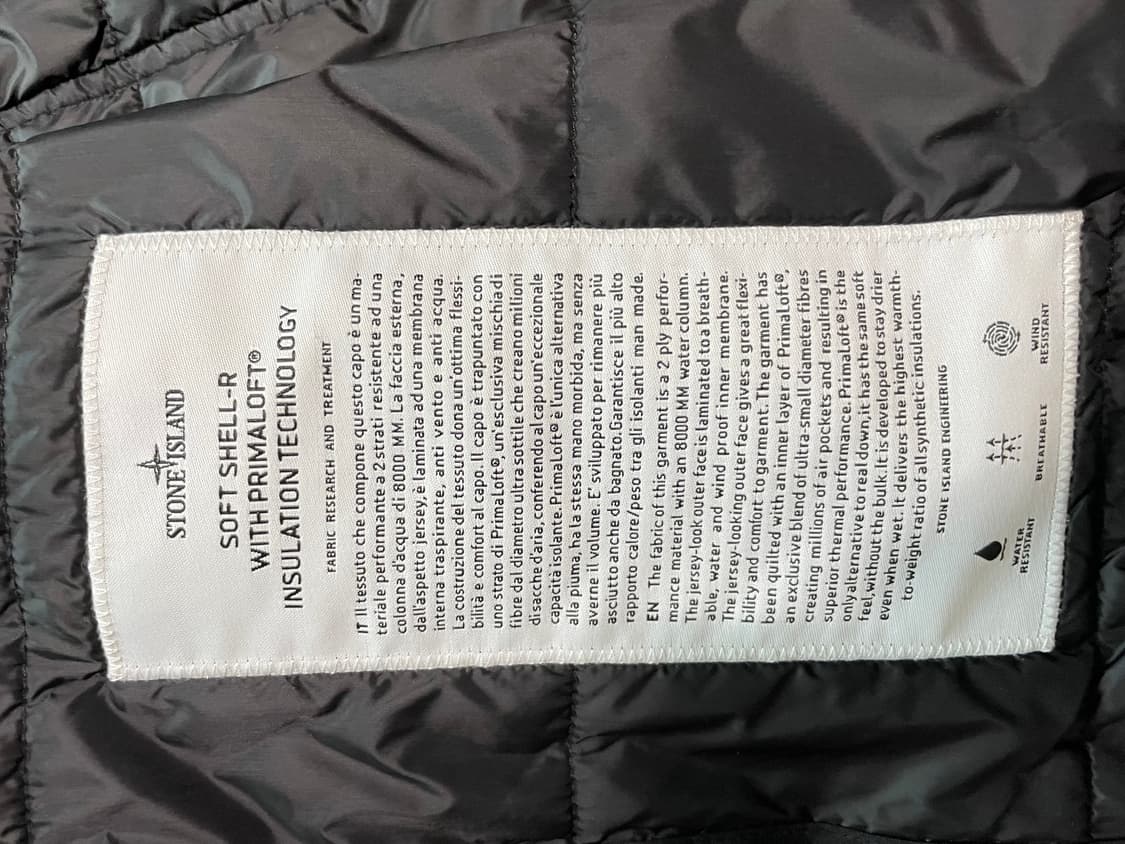 STONE ISLAND
SOFT SHELL-R
WITH PRIMALOFT®
INSULATION TECHNOLOGY
FABRIC RESEARCH AND TREATMENT
IT Il tessuto che compone questo capo è un ma-
teriale performante a 2 strati resistente ad una
colonna d'acqua di 8000 MM. La faccia esterna,
dall'aspetto jersey, è laminata ad una membrana
interna traspirante, anti vento e anti acqua.
La costruzione del tessuto dona un'ottima flessi-
bilità e comfort al capo. Il capo è trapuntato con
uno strato di PrimaLoft®, un'esclusiva mischia di
fibre dal diametro ultra sottile che creano milioni
di sacche d'aria, conferendo al capo un'eccezionale
capacità isolante. PrimaLoft® è l'unica alternativa
alla piuma, ha la stessa mano morbida, ma senza
averne il volume. E' sviluppato per rimanere più
asciutto anche da bagnato. Garantisce il più alto
rapporto calore/peso tra gli isolanti man made.
EN The fabric of this garment is a 2 ply perfor-
mance material with an 8000 MM water column.
The jersey-look outer face is laminated to a breath-
able, water and wind proof inner membrane.
The jersey-looking outer face gives a great flexi-
bility and comfort to garment. The garment has
been quilted with an inner layer of PrimaLoft®,
an exclusive blend of ultra-small diameter fibres
creating millions of air pockets and resulting in
superior thermal performance. PrimaLoft® is the
only alternative to real down, it has the same soft
feel, without the bulk. It is developed to stay drier
even when wet. It delivers the highest warmth-
to-weight ratio of all synthetic insulations.
STONE ISLAND ENGINEERING
WATER
RESISTANT
BREATHABLE
WIND
RESISTANT